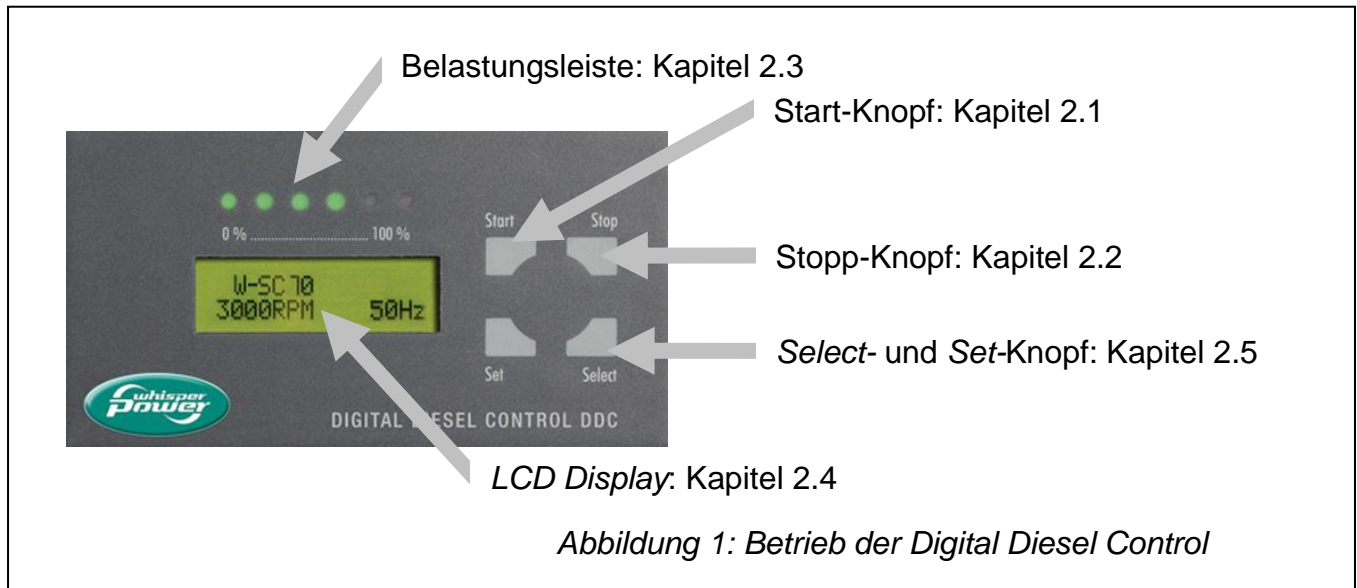 Belastungsleiste: Kapitel 2.3
Start-Knopf: Kapitel 2.1
Start Stop
0 % ........................ 100 %
Stopp-Knopf: Kapitel 2.2
W-SC10
3000RPM 50Hz
Select- und Set-Knopf: Kapitel 2.5
Set Select
whisper
Power
DIGITAL DIESEL CONTROL DDC
LCD Display: Kapitel 2.4
Abbildung 1: Betrieb der Digital Diesel Control